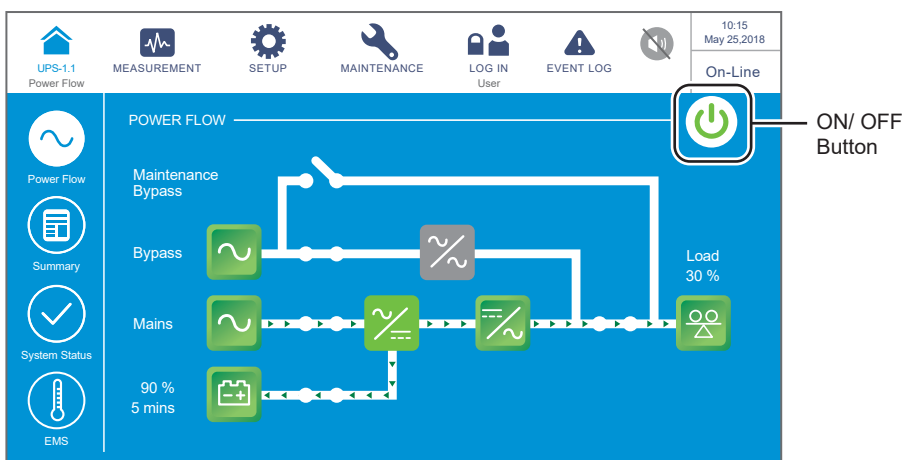 UPS-1.1
Power Flow
MEASUREMENT
SETUP
MAINTENANCE
LOG IN
User
EVENT LOG
10:15
May 25,2018
On-Line
ON/ OFF
Button
POWER FLOW
Power Flow
Summary
System Status
EMS
Maintenance
Bypass
Bypass
Load
30 %
Mains
90 %
5 mins